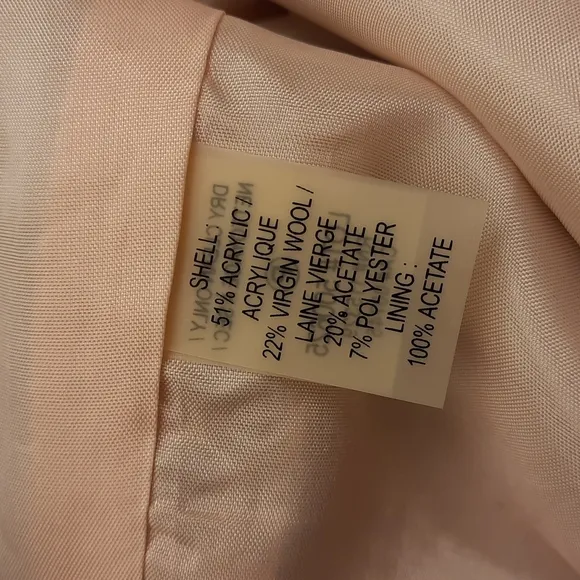 SHELL
51% ACRYLIC /
ACRYLIQUE
22% VIRGIN WOOL /
LAINE VIERGE
20% ACETATE
7% POLYESTER
LINING :
100% ACETATE